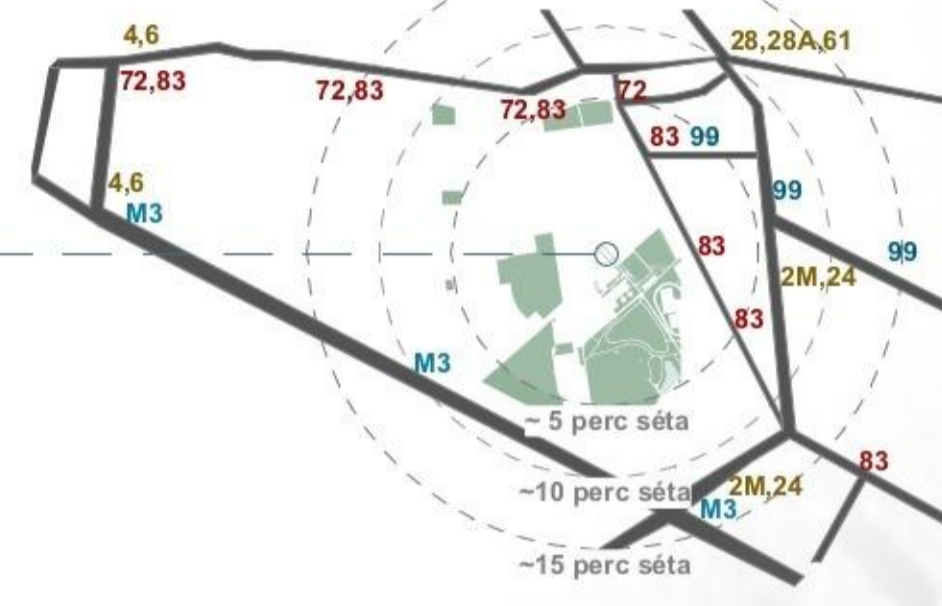 4,6
28,28A,61
72,83
72,83
72,83
72
83 99
4,6
99
M3
83
99
2M,24
83
M3
~ 5 perc séta
83
~10 perc séta
2M,24
M3
~15 perc séta